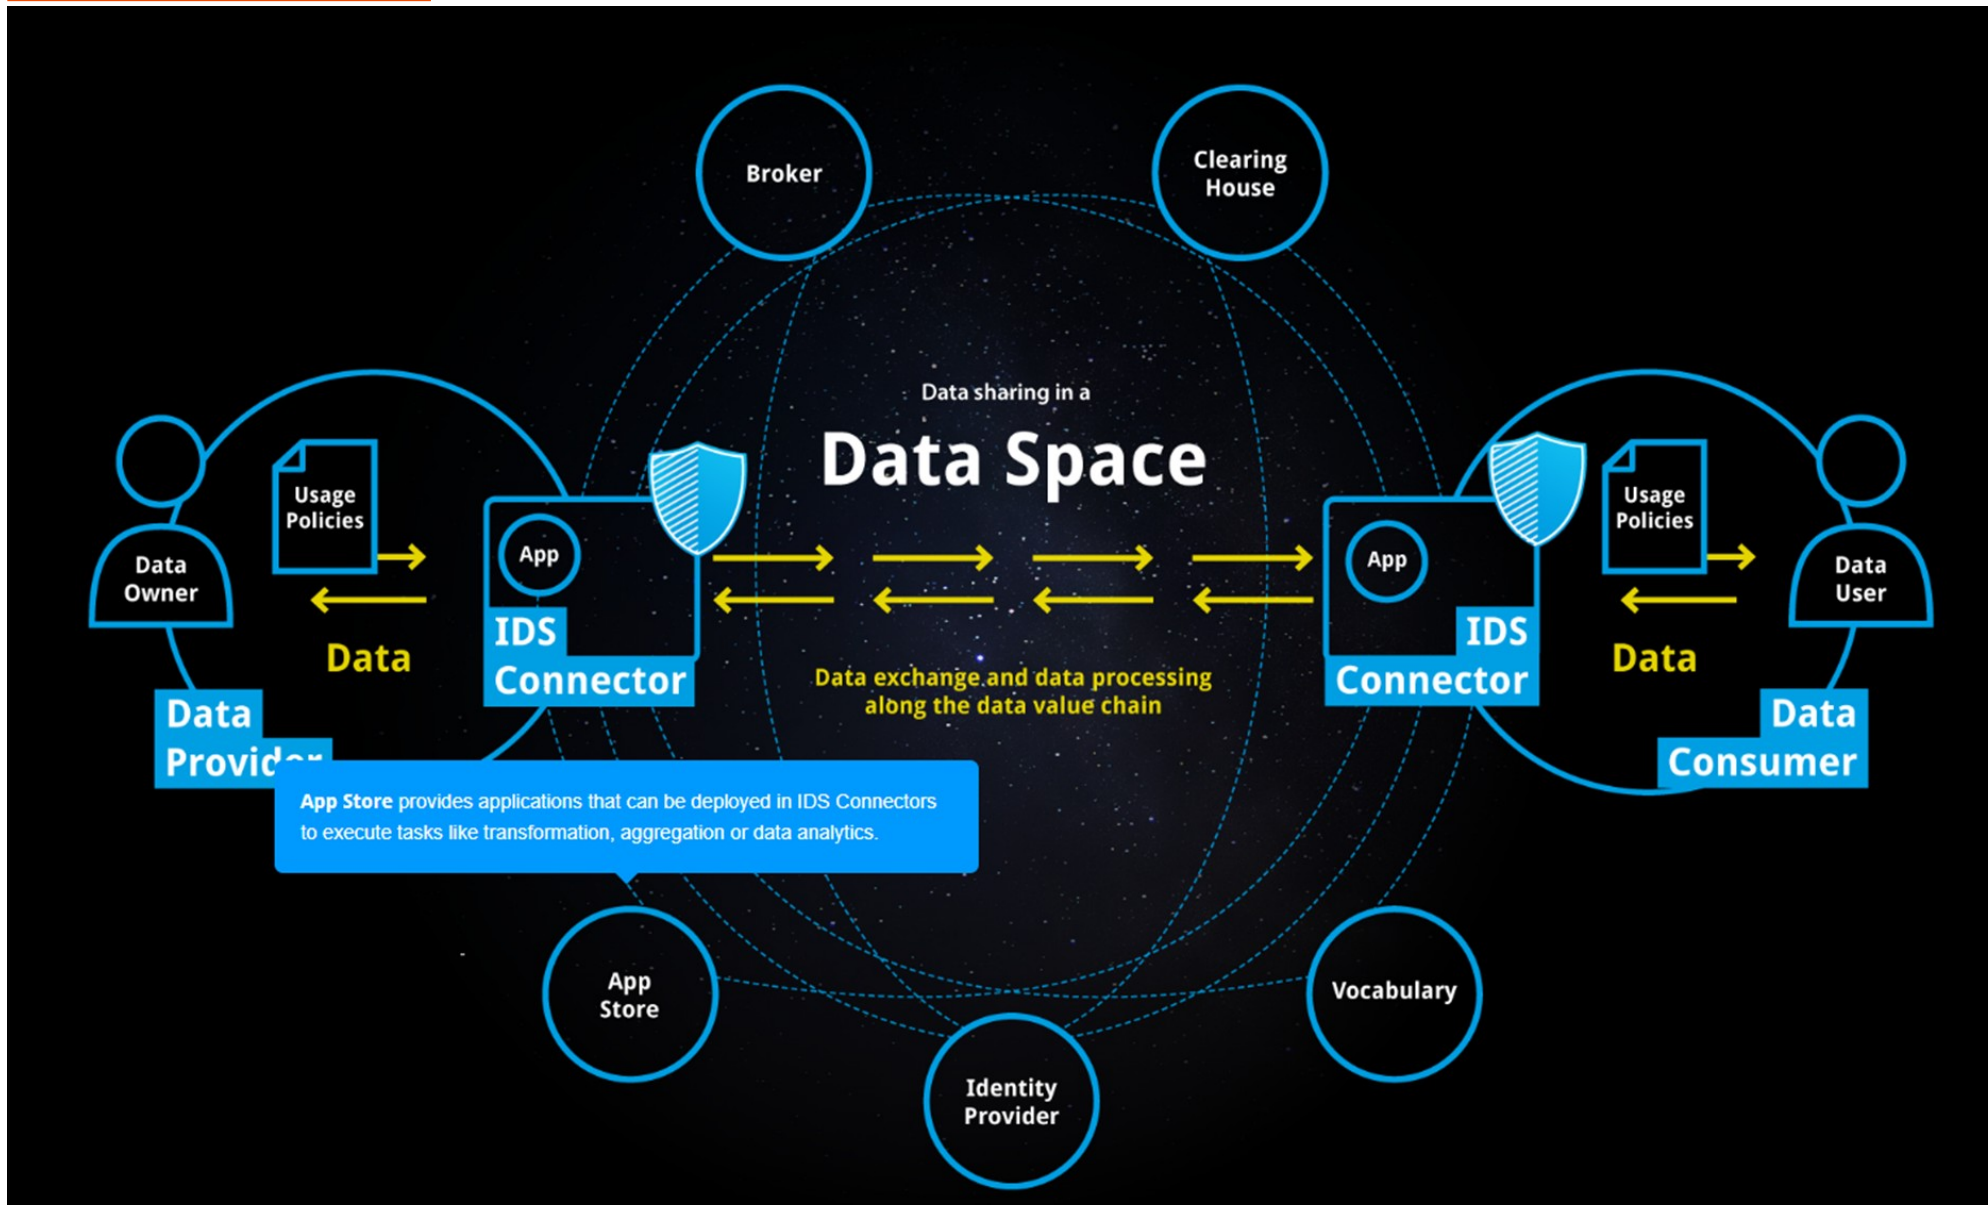 Broker
Clearing
House
Data sharing in a
Data Space
Usage
Policies
Data
Owner
Data
App
IDS
Connector
Data
Provider
Data exchange and data processing
along the data value chain
App
IDS
Connector
Usage
Policies
Data
User
Data
Data
Consumer
App Store provides applications that can be deployed in IDS Connectors
to execute tasks like transformation, aggregation or data analytics.
App
Store
Identity
Provider
Vocabulary